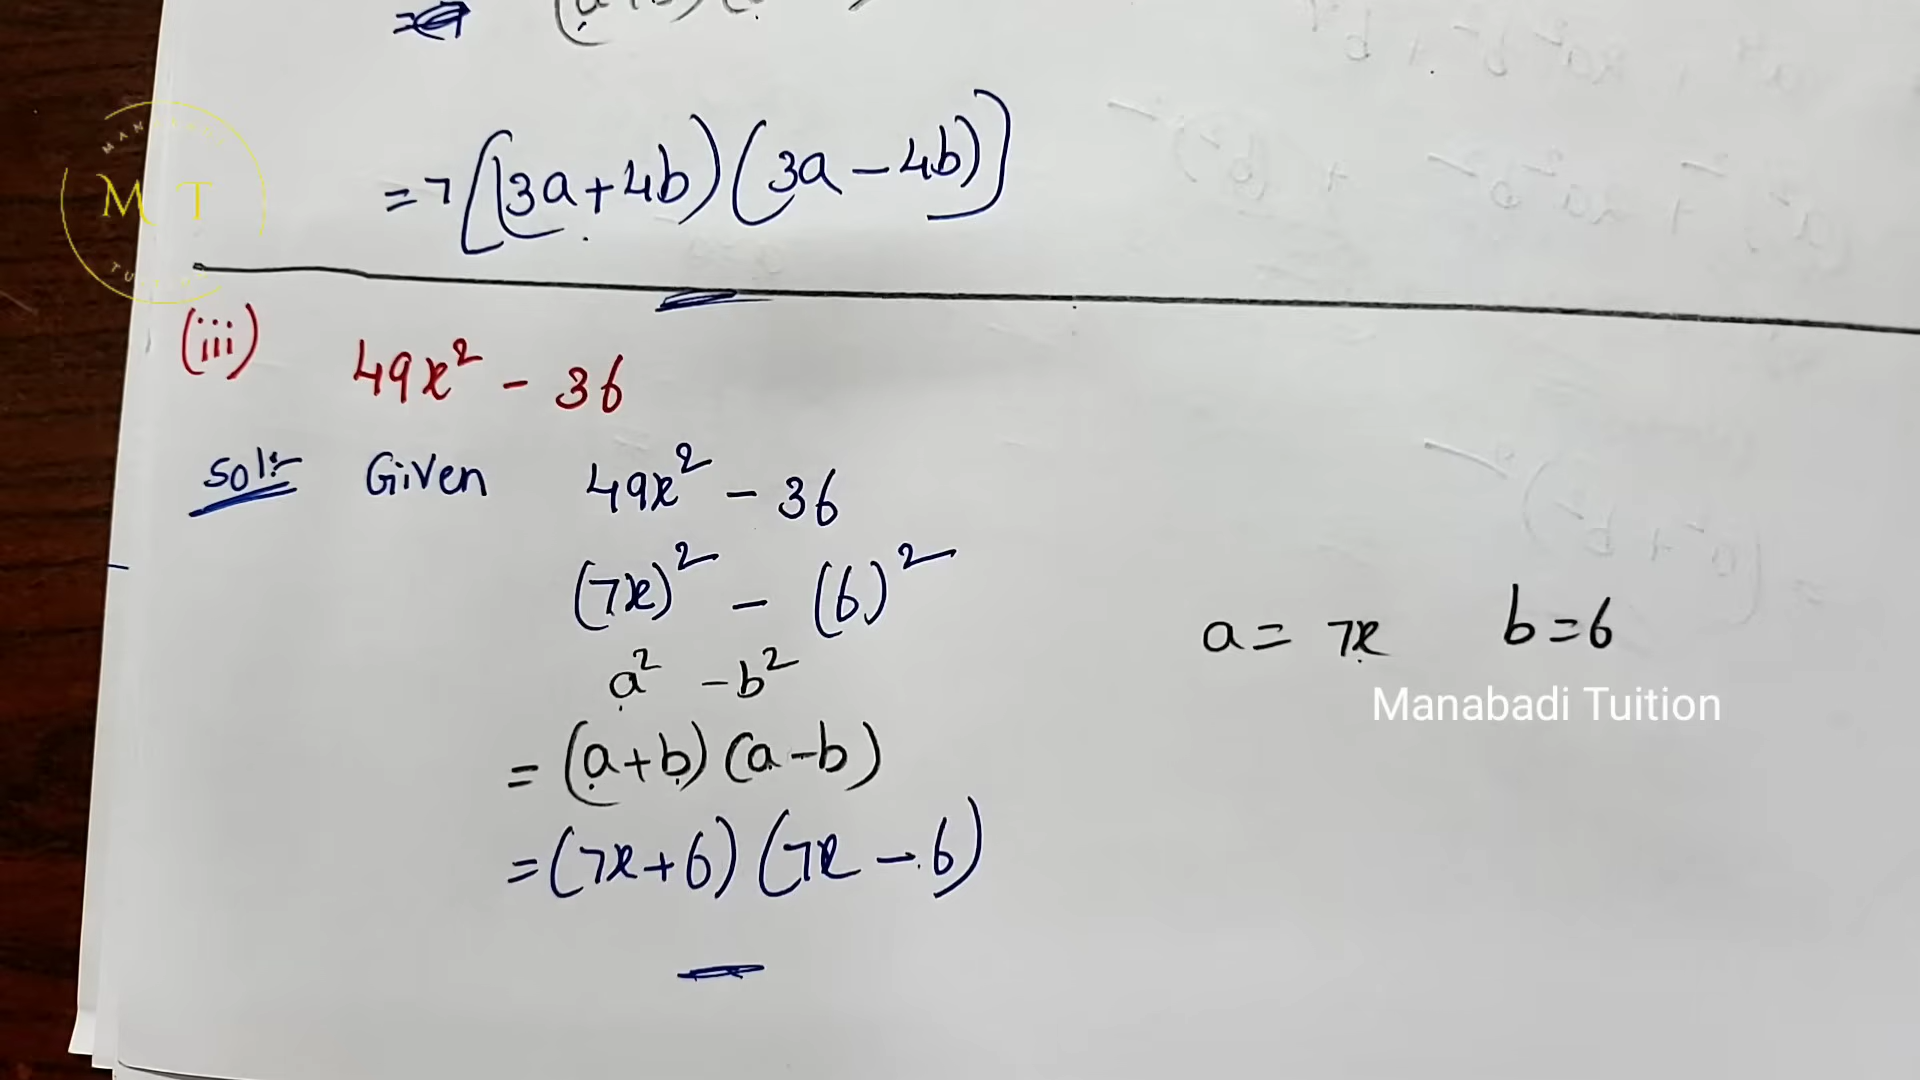 = 7[(3a+4b)(3a-4b)]
MANABADI
M T
(iii) 49x² - 36
Sol:- Given 49x² - 36
(7x)² - (6)²
a = 7x b = 6
a² - b²
Manabadi Tuition
= (a+b)(a-b)
= (7x+6)(7x-6)